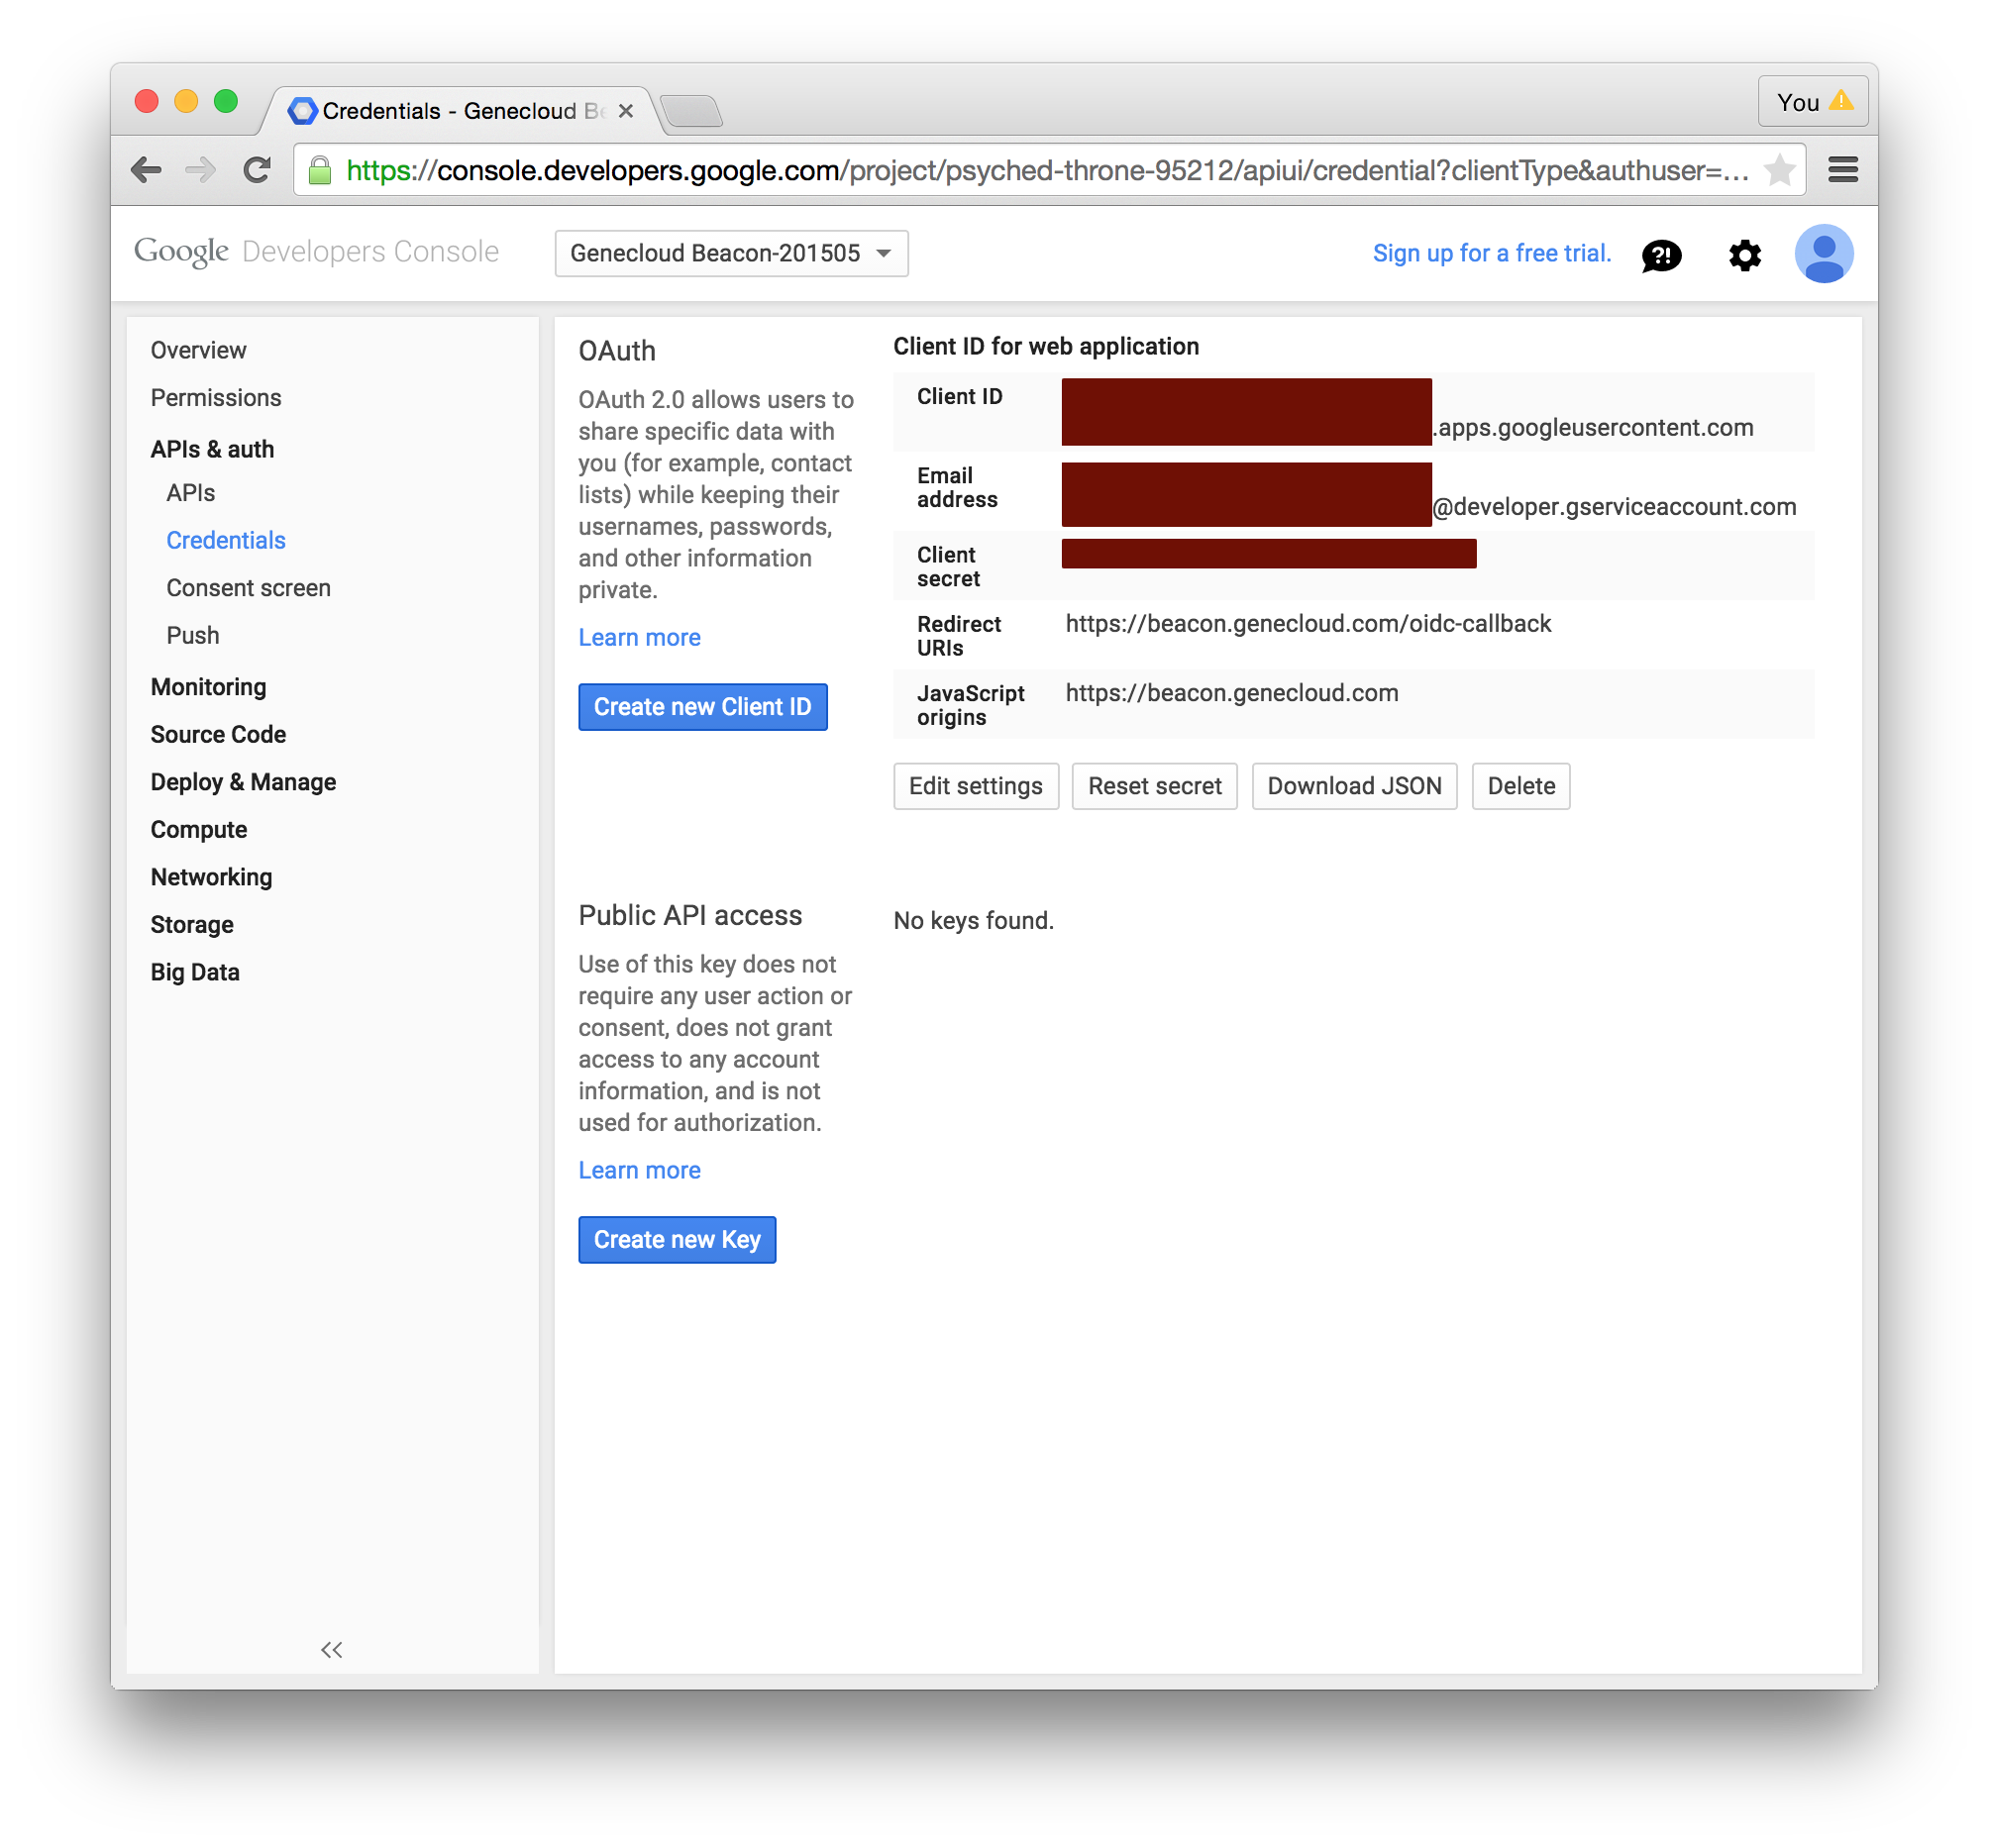 Credentials - Genecloud Be
You
https://console.developers.google.com/project/psyched-throne-95212/apiui/credential?clientType&authuser=...
Google Developers Console
Genecloud Beacon-201505
Sign up for a free trial.
?!
Overview
Permissions
APIs & auth
APIs
Credentials
Consent screen
Push
Monitoring
Source Code
Deploy & Manage
Compute
Networking
Storage
Big Data
OAuth
OAuth 2.0 allows users to
share specific data with
you (for example, contact
lists) while keeping their
usernames, passwords,
and other information
private.
Learn more
Create new Client ID
Client ID for web application
Client ID
.apps.googleusercontent.com
Email
address
@developer.gserviceaccount.com
Client
secret
Redirect
URIs
https://beacon.genecloud.com/oidc-callback
JavaScript
origins
https://beacon.genecloud.com
Edit settings
Reset secret
Download JSON
Delete
Public API access
Use of this key does not
require any user action or
consent, does not grant
access to any account
information, and is not
used for authorization.
Learn more
Create new Key
No keys found.